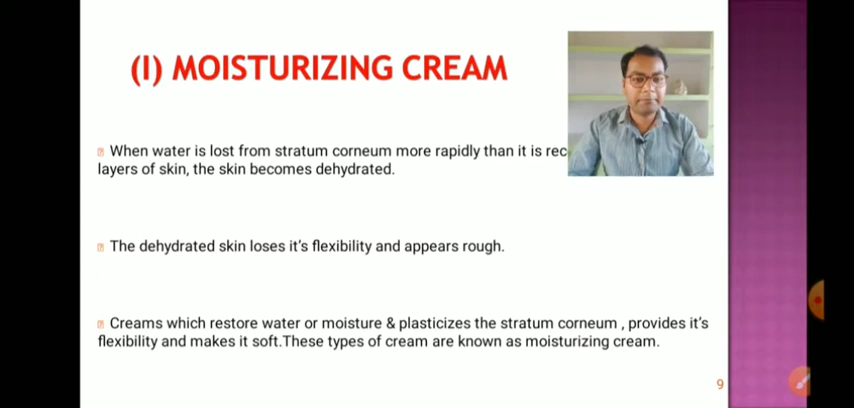 (I) MOISTURIZING CREAM
When water is lost from stratum corneum more rapidly than it is
layers of skin, the skin becomes dehydrated.
The dehydrated skin loses it's flexibility and appears rough.
Creams which restore water or moisture & plasticizes the stratum corneum , provides it's
flexibility and makes it soft.These types of cream are known as moisturizing cream.
9